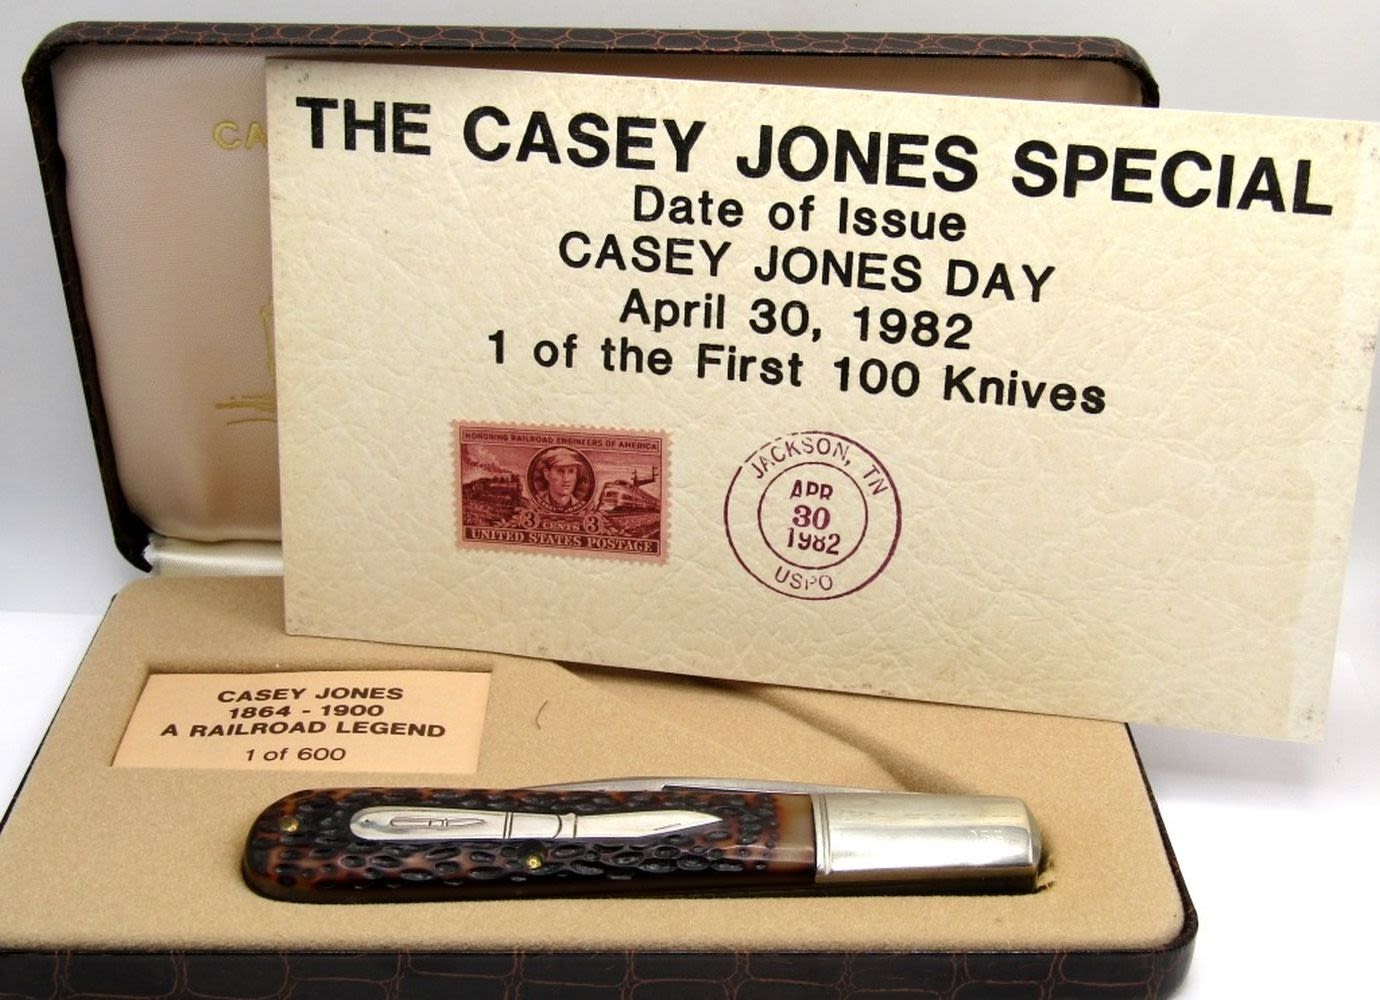 CA
THE CASEY JONES SPECIAL
Date of Issue
CASEY JONES DAY
April 30, 1982
1 of the First 100 Knives
HONORING RAILROAD ENGINEERS OF AMERICA
3 CENTS 3
UNITED STATES POSTAGE
JACKSON, TN
APR
30
1982
USPO
CASEY JONES
1864 - 1900
A RAILROAD LEGEND
1 of 600